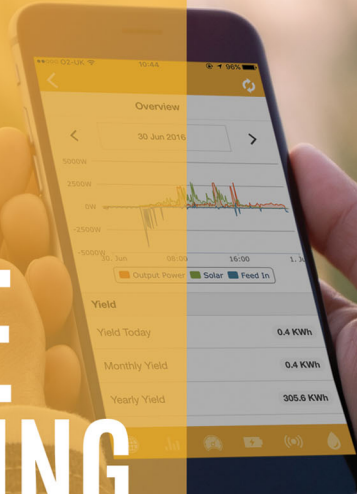 O2-UK 10:44 96%
Overview
30 Jun 2016
5000W
2500W
0W
-2500W
-5000W
30. Jun 08:00 16:00 1. Ju
Output Power Solar Feed In
Yield
Yield Today 0.4 KWh
Monthly Yield 0.4 KWh
Yearly Yield 305.6 KWh
E
E
ING